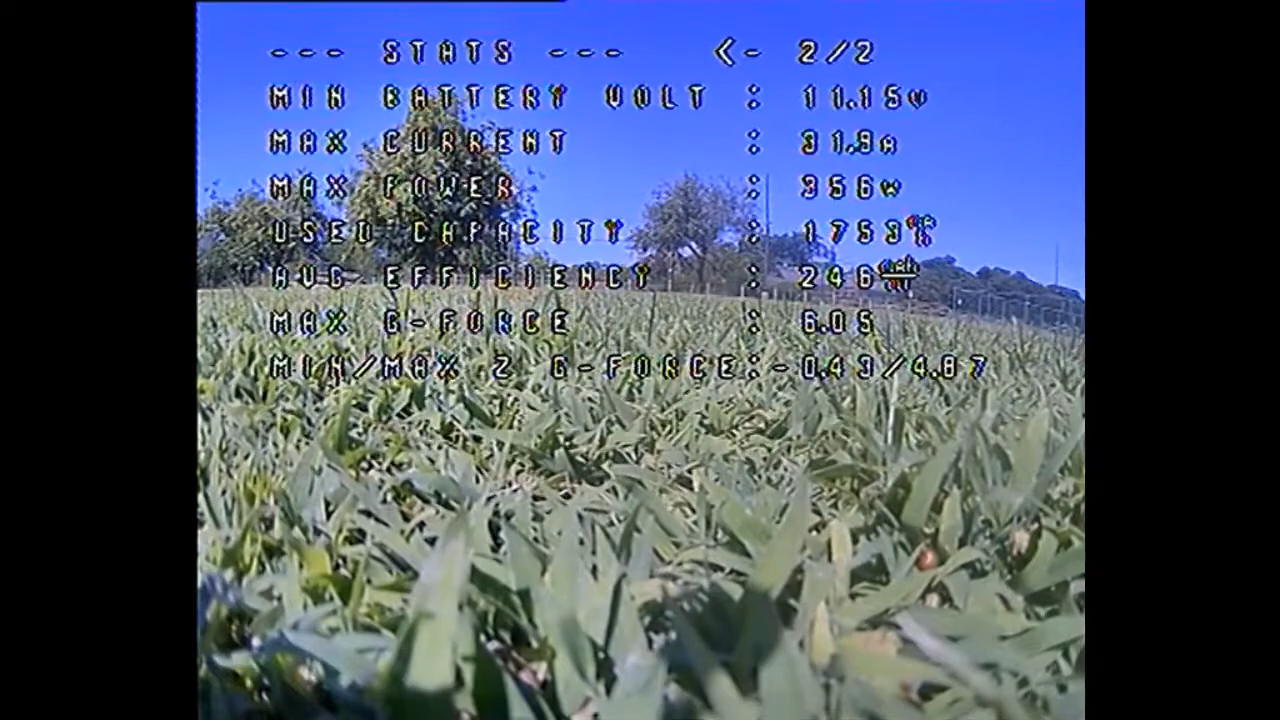 --- STATS --- <- 2/2
MIN BATTERY VOLT : 11.15V
MAX CURRENT : 31.9A
MAX POWER : 356W
USED CAPACITY : 1753
AVG EFFICIENCY : 246
MAX G-FORCE : 6.05
MIN/MAX Z G-FORCE:-0.43/4.87